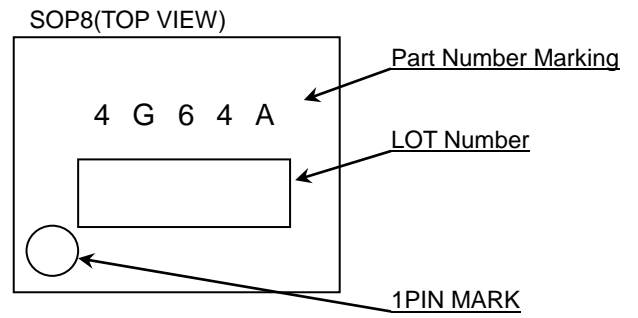 SOP8(TOP VIEW)
Part Number Marking
4 G 6 4 A
LOT Number
1PIN MARK